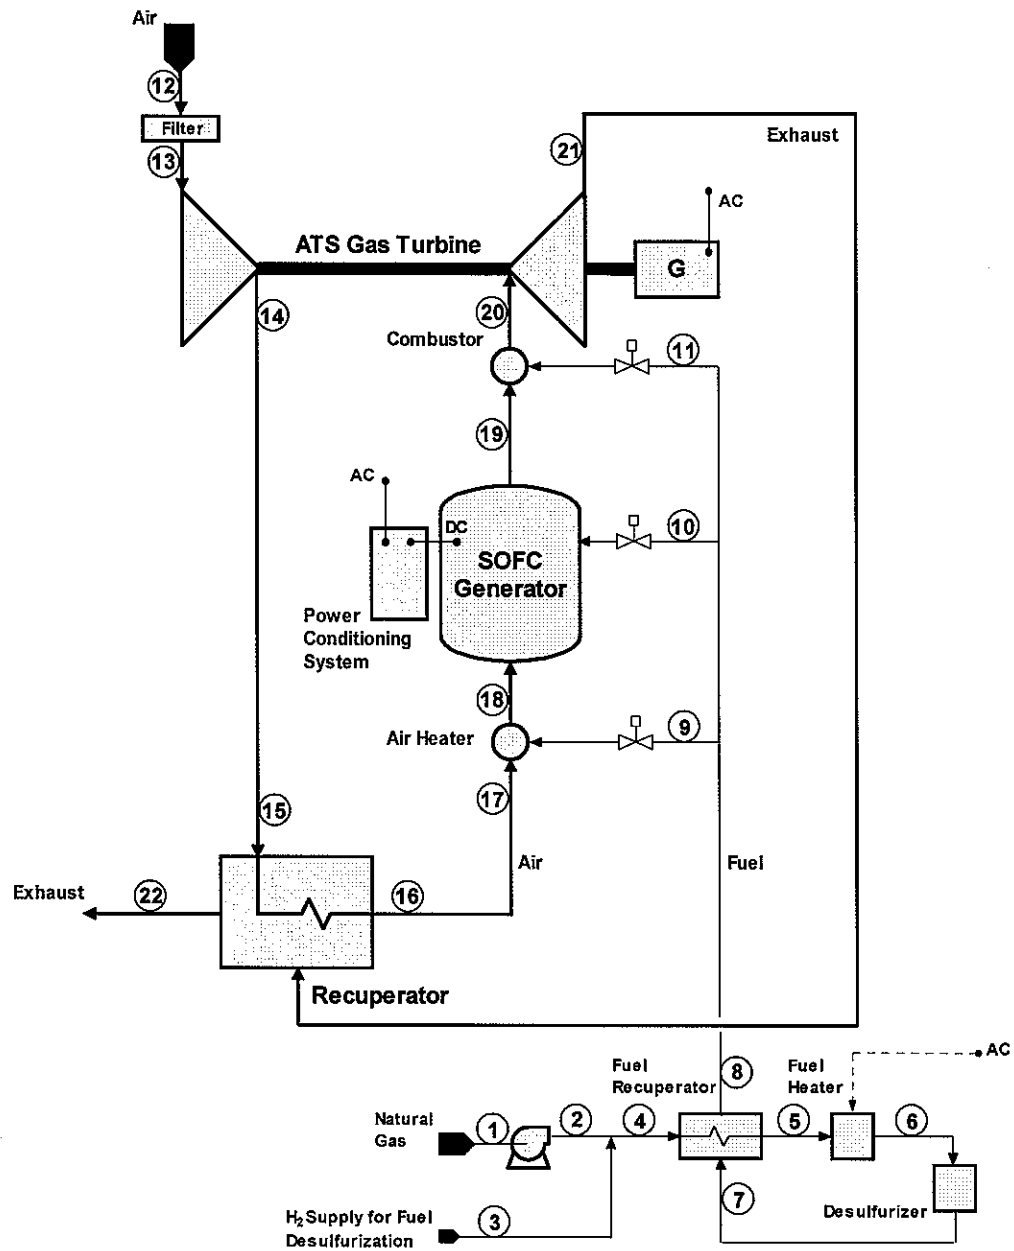 Air
12
Filter
13
21
Exhaust
AC
ATS Gas Turbine
G
14
20
Combustor
11
19
AC
DC
10
SOFC
Generator
Power
Conditioning
System
18
Air Heater
9
17
15
Air
Fuel
Exhaust
22
16
Recuperator
Fuel
Recuperator
8
Fuel
Heater
AC
Natural
Gas
1
2
4
5
6
7
Desulfurizer
H2 Supply for Fuel
Desulfurization
3